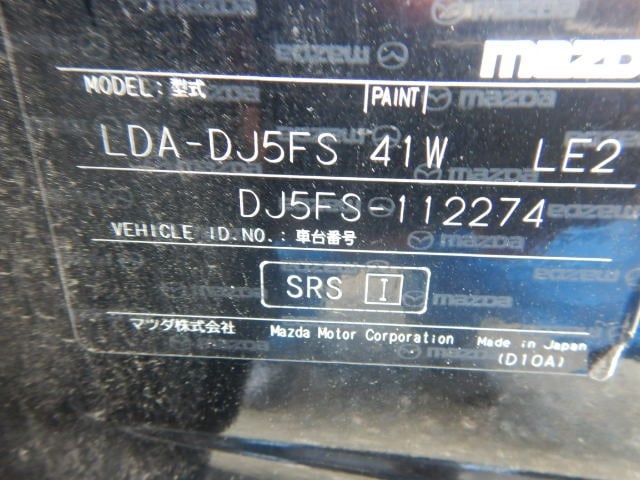 mazda
MODEL: 型式 PAINT
LDA-DJ5FS 41W LE2
DJ5FS-112274
VEHICLE ID.NO.: 車台番号
SRS I
マツダ株式会社 Mazda Motor Corporation Made in Japan
(D10A)